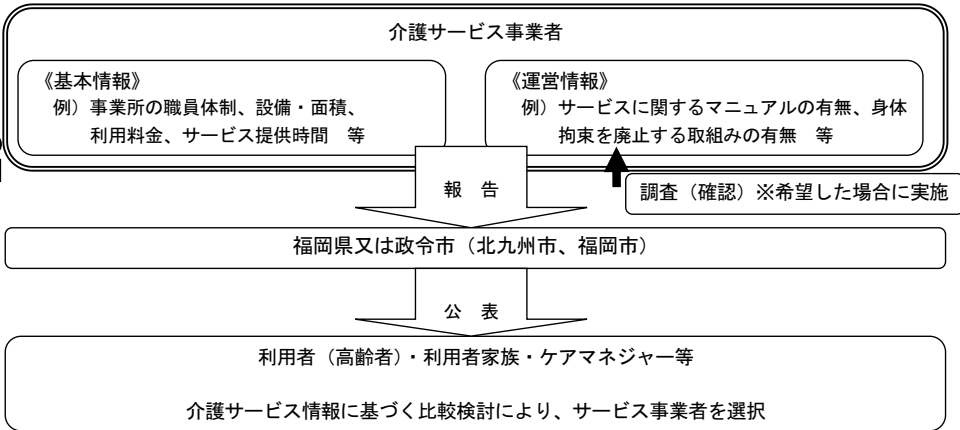 介護サービス事業者
《基本情報》
例）事業所の職員体制、設備・面積、
利用料金、サービス提供時間　等
《運営情報》
例）サービスに関するマニュアルの有無、身体
拘束を廃止する取組みの有無　等
報　告
調査（確認）※希望した場合に実施
福岡県又は政令市（北九州市、福岡市）
公　表
利用者（高齢者）・利用者家族・ケアマネジャー等
介護サービス情報に基づく比較検討により、サービス事業者を選択